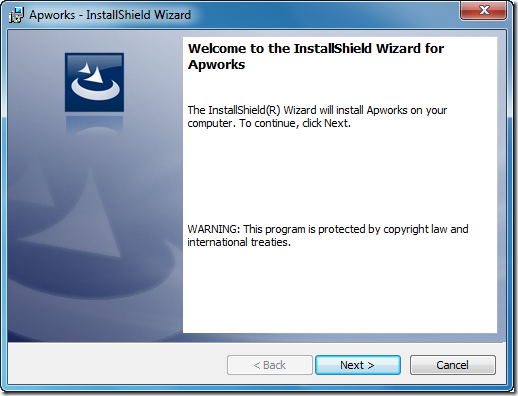 Apworks - InstallShield Wizard
Welcome to the InstallShield Wizard for
Apworks
The InstallShield(R) Wizard will install Apworks on your
computer. To continue, click Next.
WARNING: This program is protected by copyright law and
international treaties.
< Back
Next >
Cancel